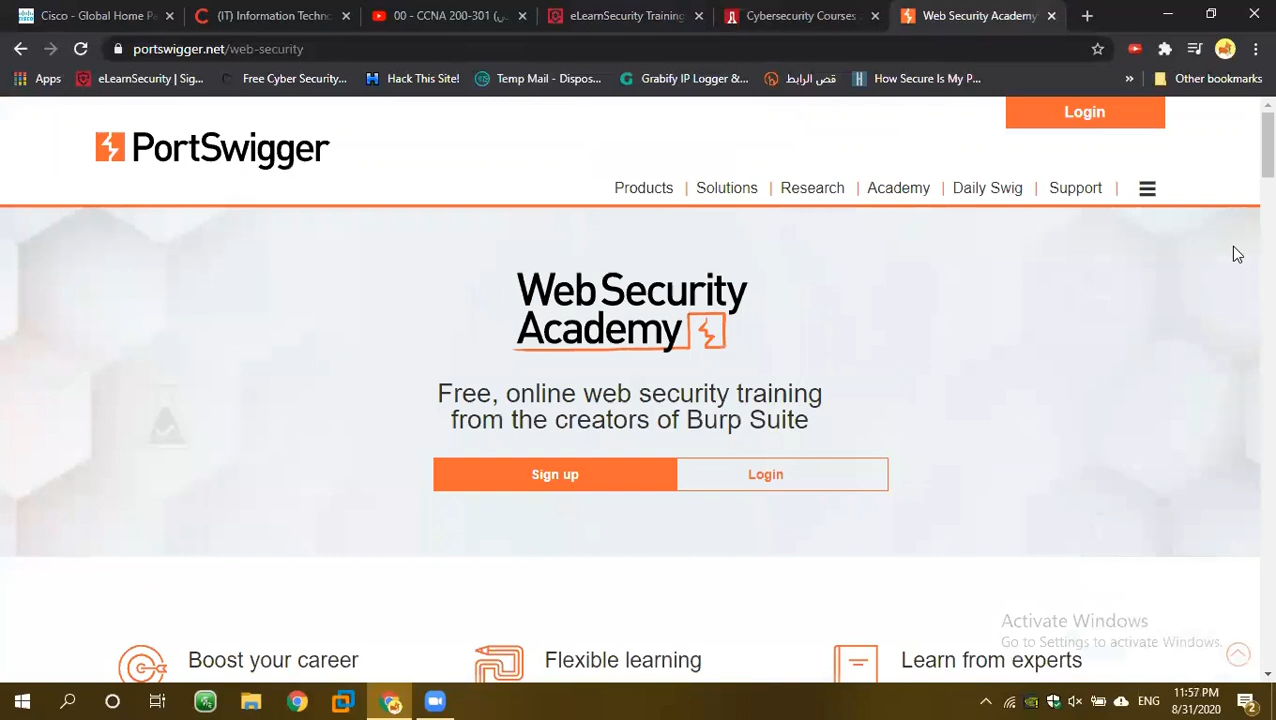 Cisco - Global Home P
(IT) Information Techn
00 - CCNA 200-301
eLearnSecurity Training
Cybersecurity Courses
Web Security Academy
portswigger.net/web-security
Apps
eLearnSecurity | Sig...
Free Cyber Security...
Hack This Site!
Temp Mail - Dispos...
Grabify IP Logger &...
قص الرابط
How Secure Is My P...
Other bookmarks
Login
PortSwigger
Products | Solutions | Research | Academy | Daily Swig | Support |
Web Security
Academy
Free, online web security training
from the creators of Burp Suite
Sign up
Login
Activate Windows
Go to Settings to activate Windows.
Boost your career
Flexible learning
Learn from experts
ENG
11:57 PM
8/31/2020
2